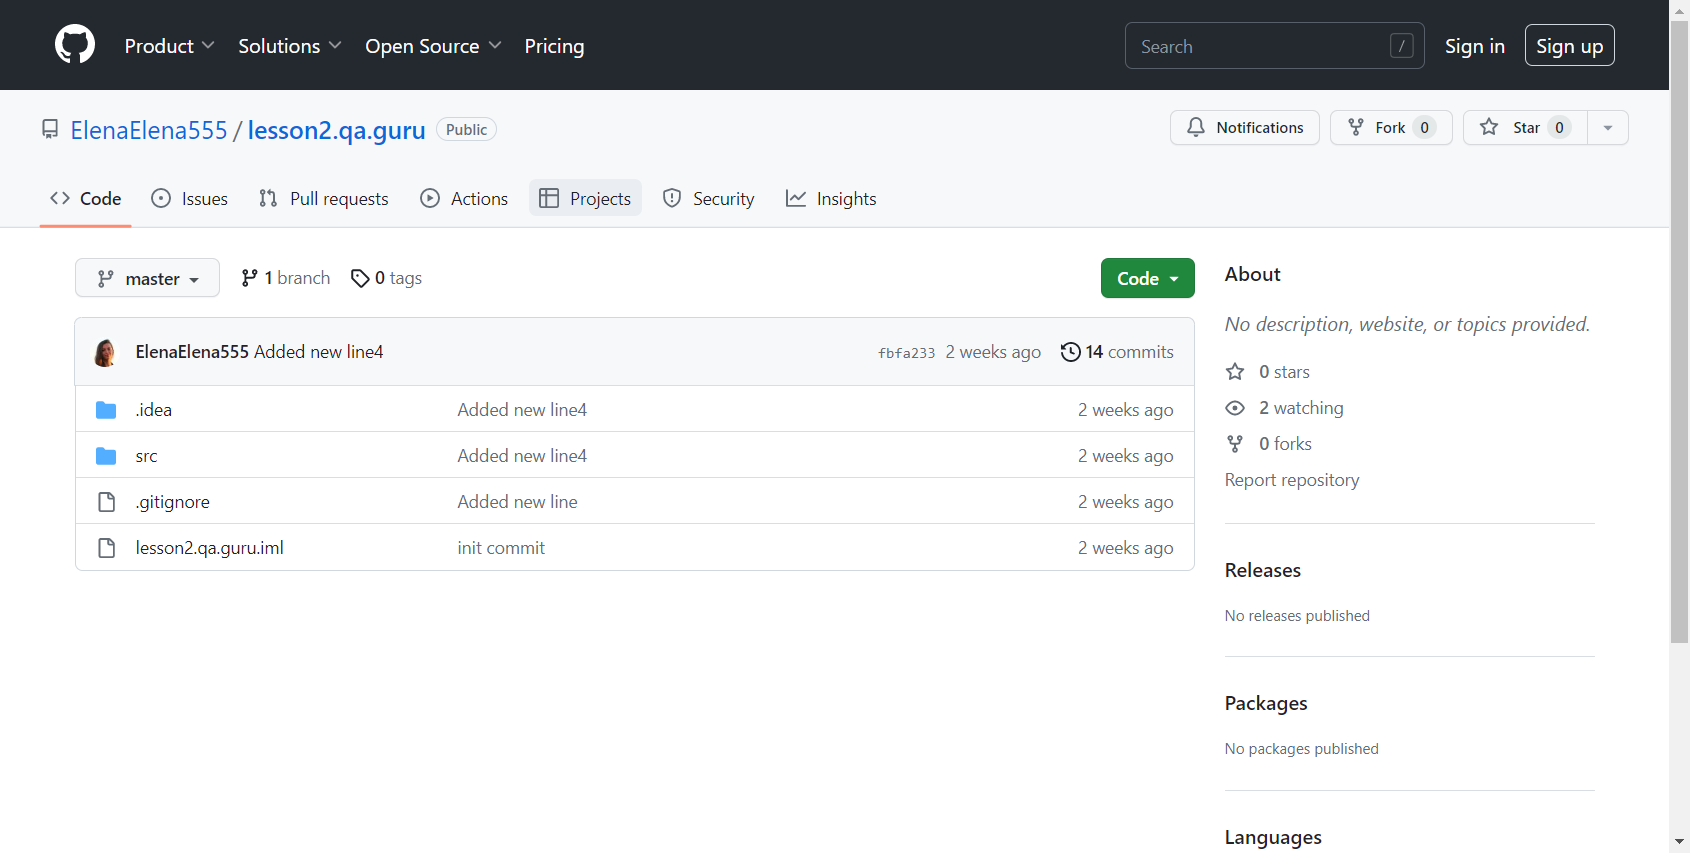 Product Solutions Open Source Pricing Search / Sign in Sign up
ElenaElena555 / lesson2.qa.guru Public Notifications Fork 0 Star 0
Code Issues Pull requests Actions Projects Security Insights
master 1 branch 0 tags Code
ElenaElena555 Added new line4 fbfa233 2 weeks ago 14 commits
.idea Added new line4 2 weeks ago
src Added new line4 2 weeks ago
.gitignore Added new line 2 weeks ago
lesson2.qa.guru.iml init commit 2 weeks ago
About
No description, website, or topics provided.
0 stars
2 watching
0 forks
Report repository
Releases
No releases published
Packages
No packages published
Languages